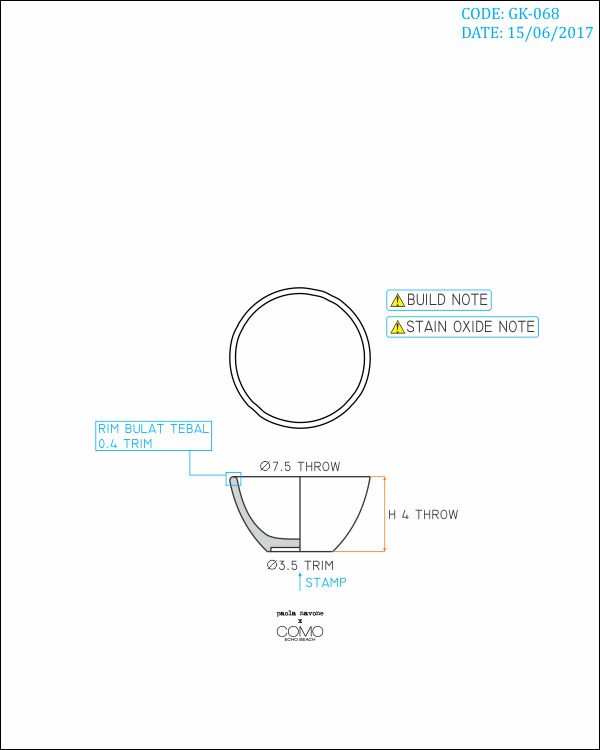 CODE: GK-068
DATE: 15/06/2017
BUILD NOTE
STAIN OXIDE NOTE
RIM BULAT TEBAL
0.4 TRIM
Ø7.5 THROW
H 4 THROW
Ø3.5 TRIM
STAMP
paola navone
x
COMO
ECHO BEACH